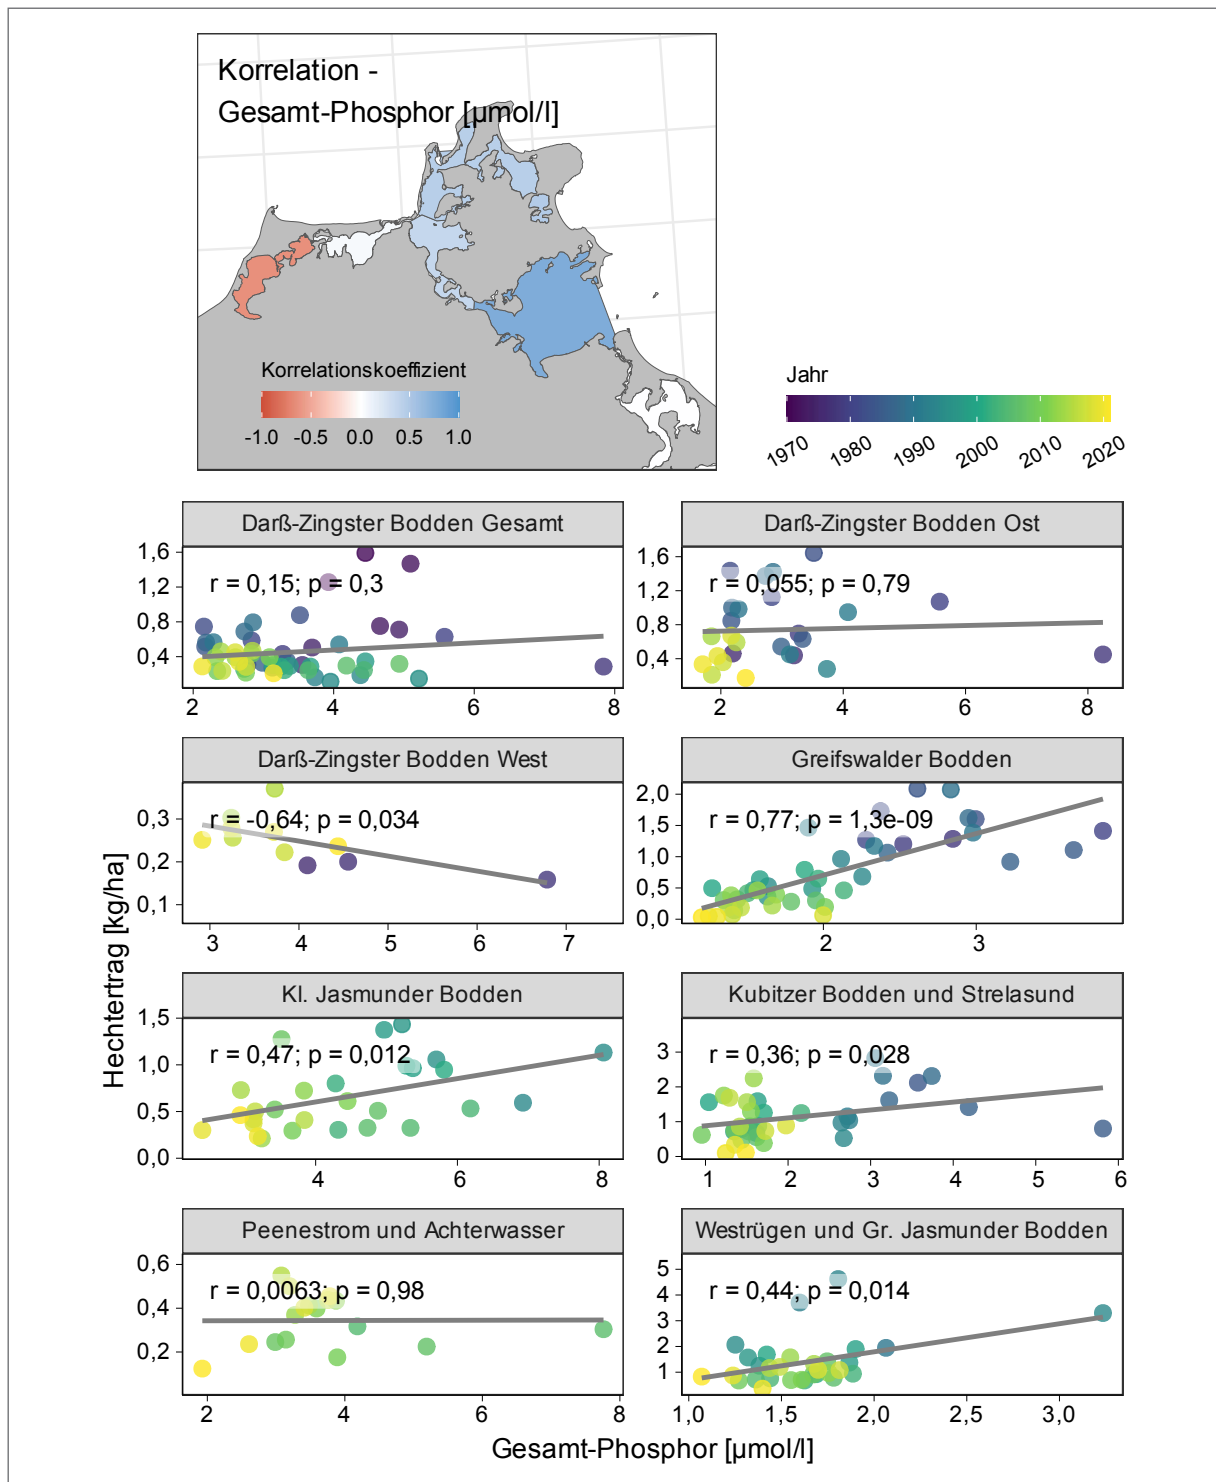 Korrelation -
Gesamt-Phosphor [µmol/l]
Korrelationskoeffizient
-1.0 -0.5 0.0 0.5 1.0
Jahr
1970 1980 1990 2000 2010 2020
Darß-Zingster Bodden Gesamt
r = 0,15; p = 0,3
1,6
1,2
0,8
0,4
2 4 6 8
Darß-Zingster Bodden Ost
r = 0,055; p = 0,79
1,6
1,2
0,8
0,4
2 4 6 8
Darß-Zingster Bodden West
r = -0,64; p = 0,034
0,3
0,2
0,1
3 4 5 6 7
Greifswalder Bodden
r = 0,77; p = 1,3e-09
2,0
1,5
1,0
0,5
0,0
2 3
Hechtertrag [kg/ha]
Kl. Jasmunder Bodden
r = 0,47; p = 0,012
1,5
1,0
0,5
0,0
4 6 8
Kubitzer Bodden und Strelasund
r = 0,36; p = 0,028
3
2
1
0
1 2 3 4 5 6
Peenestrom und Achterwasser
r = 0,0063; p = 0,98
0,6
0,4
0,2
2 4 6 8
Westrügen und Gr. Jasmunder Bodden
r = 0,44; p = 0,014
5
4
3
2
1
1,0 1,5 2,0 2,5 3,0
Gesamt-Phosphor [µmol/l]